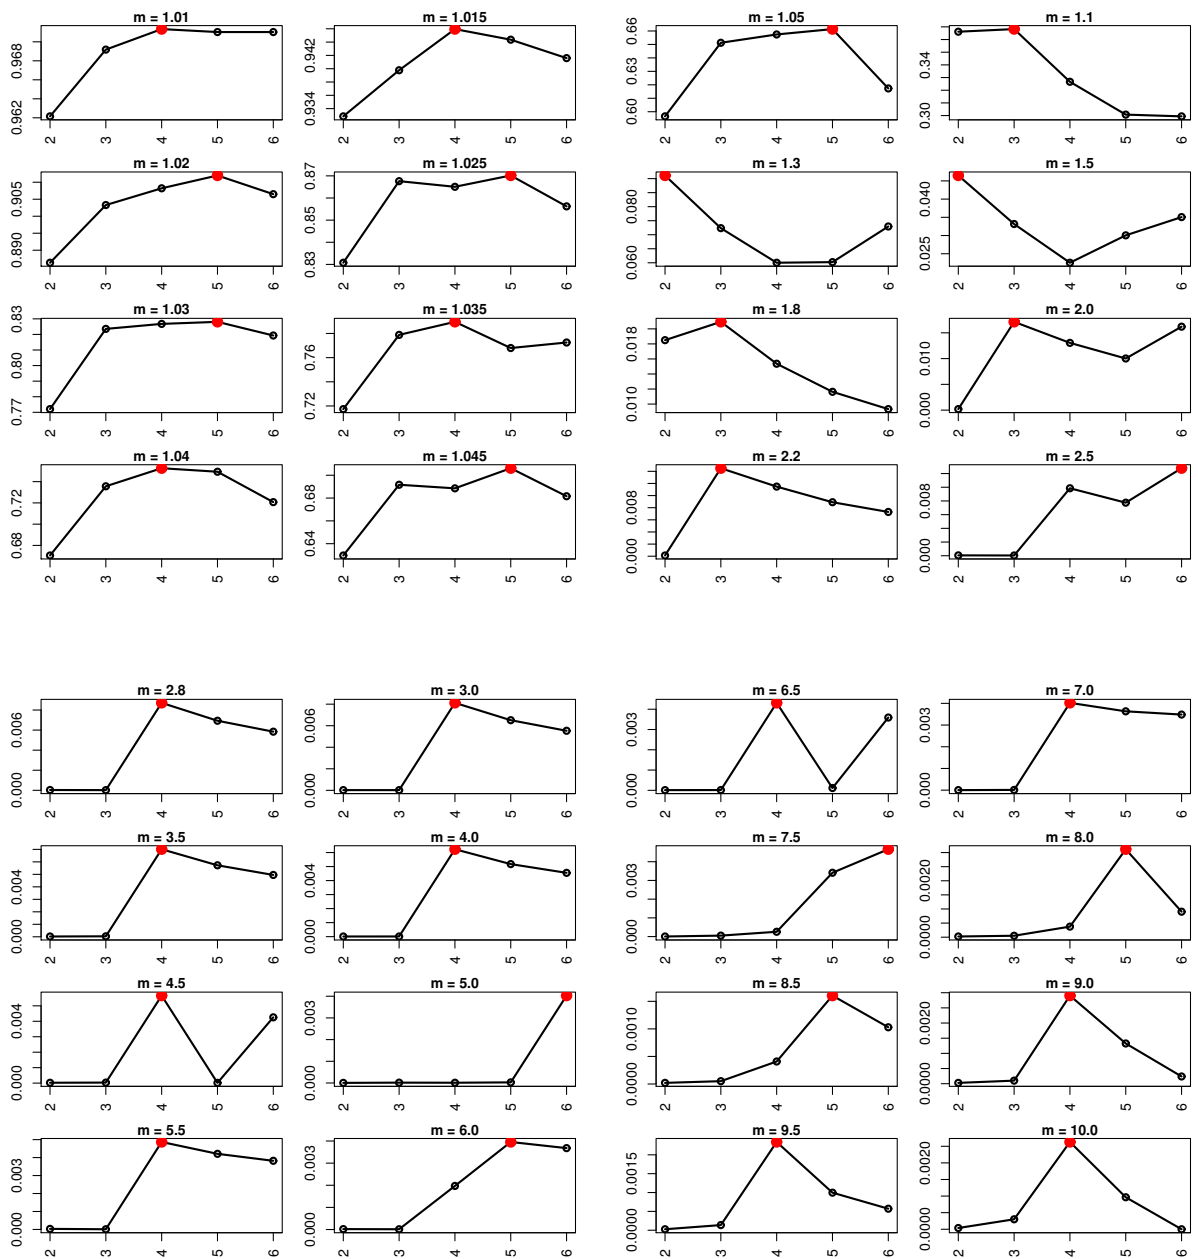 m = 1.01
0.962 0.968
2 3 4 5 6
m = 1.015
0.934 0.942
2 3 4 5 6
m = 1.05
0.60 0.63 0.66
2 3 4 5 6
m = 1.1
0.30 0.34
2 3 4 5 6
m = 1.02
0.890 0.905
2 3 4 5 6
m = 1.025
0.83 0.85 0.87
2 3 4 5 6
m = 1.3
0.060 0.080
2 3 4 5 6
m = 1.5
0.025 0.040
2 3 4 5 6
m = 1.03
0.77 0.80 0.83
2 3 4 5 6
m = 1.035
0.72 0.76
2 3 4 5 6
m = 1.8
0.010 0.018
2 3 4 5 6
m = 2.0
0.000 0.010
2 3 4 5 6
m = 1.04
0.68 0.72
2 3 4 5 6
m = 1.045
0.64 0.68
2 3 4 5 6
m = 2.2
0.000 0.008
2 3 4 5 6
m = 2.5
0.000 0.008
2 3 4 5 6
m = 2.8
0.000 0.006
2 3 4 5 6
m = 3.0
0.000 0.006
2 3 4 5 6
m = 6.5
0.000 0.003
2 3 4 5 6
m = 7.0
0.000 0.003
2 3 4 5 6
m = 3.5
0.000 0.004
2 3 4 5 6
m = 4.0
0.000 0.004
2 3 4 5 6
m = 7.5
0.000 0.003
2 3 4 5 6
m = 8.0
0.0000 0.0020
2 3 4 5 6
m = 4.5
0.000 0.004
2 3 4 5 6
m = 5.0
0.000 0.003
2 3 4 5 6
m = 8.5
0.0000 0.0010
2 3 4 5 6
m = 9.0
0.0000 0.0020
2 3 4 5 6
m = 5.5
0.000 0.003
2 3 4 5 6
m = 6.0
0.000 0.003
2 3 4 5 6
m = 9.5
0.0000 0.0015
2 3 4 5 6
m = 10.0
0.0000 0.0020
2 3 4 5 6